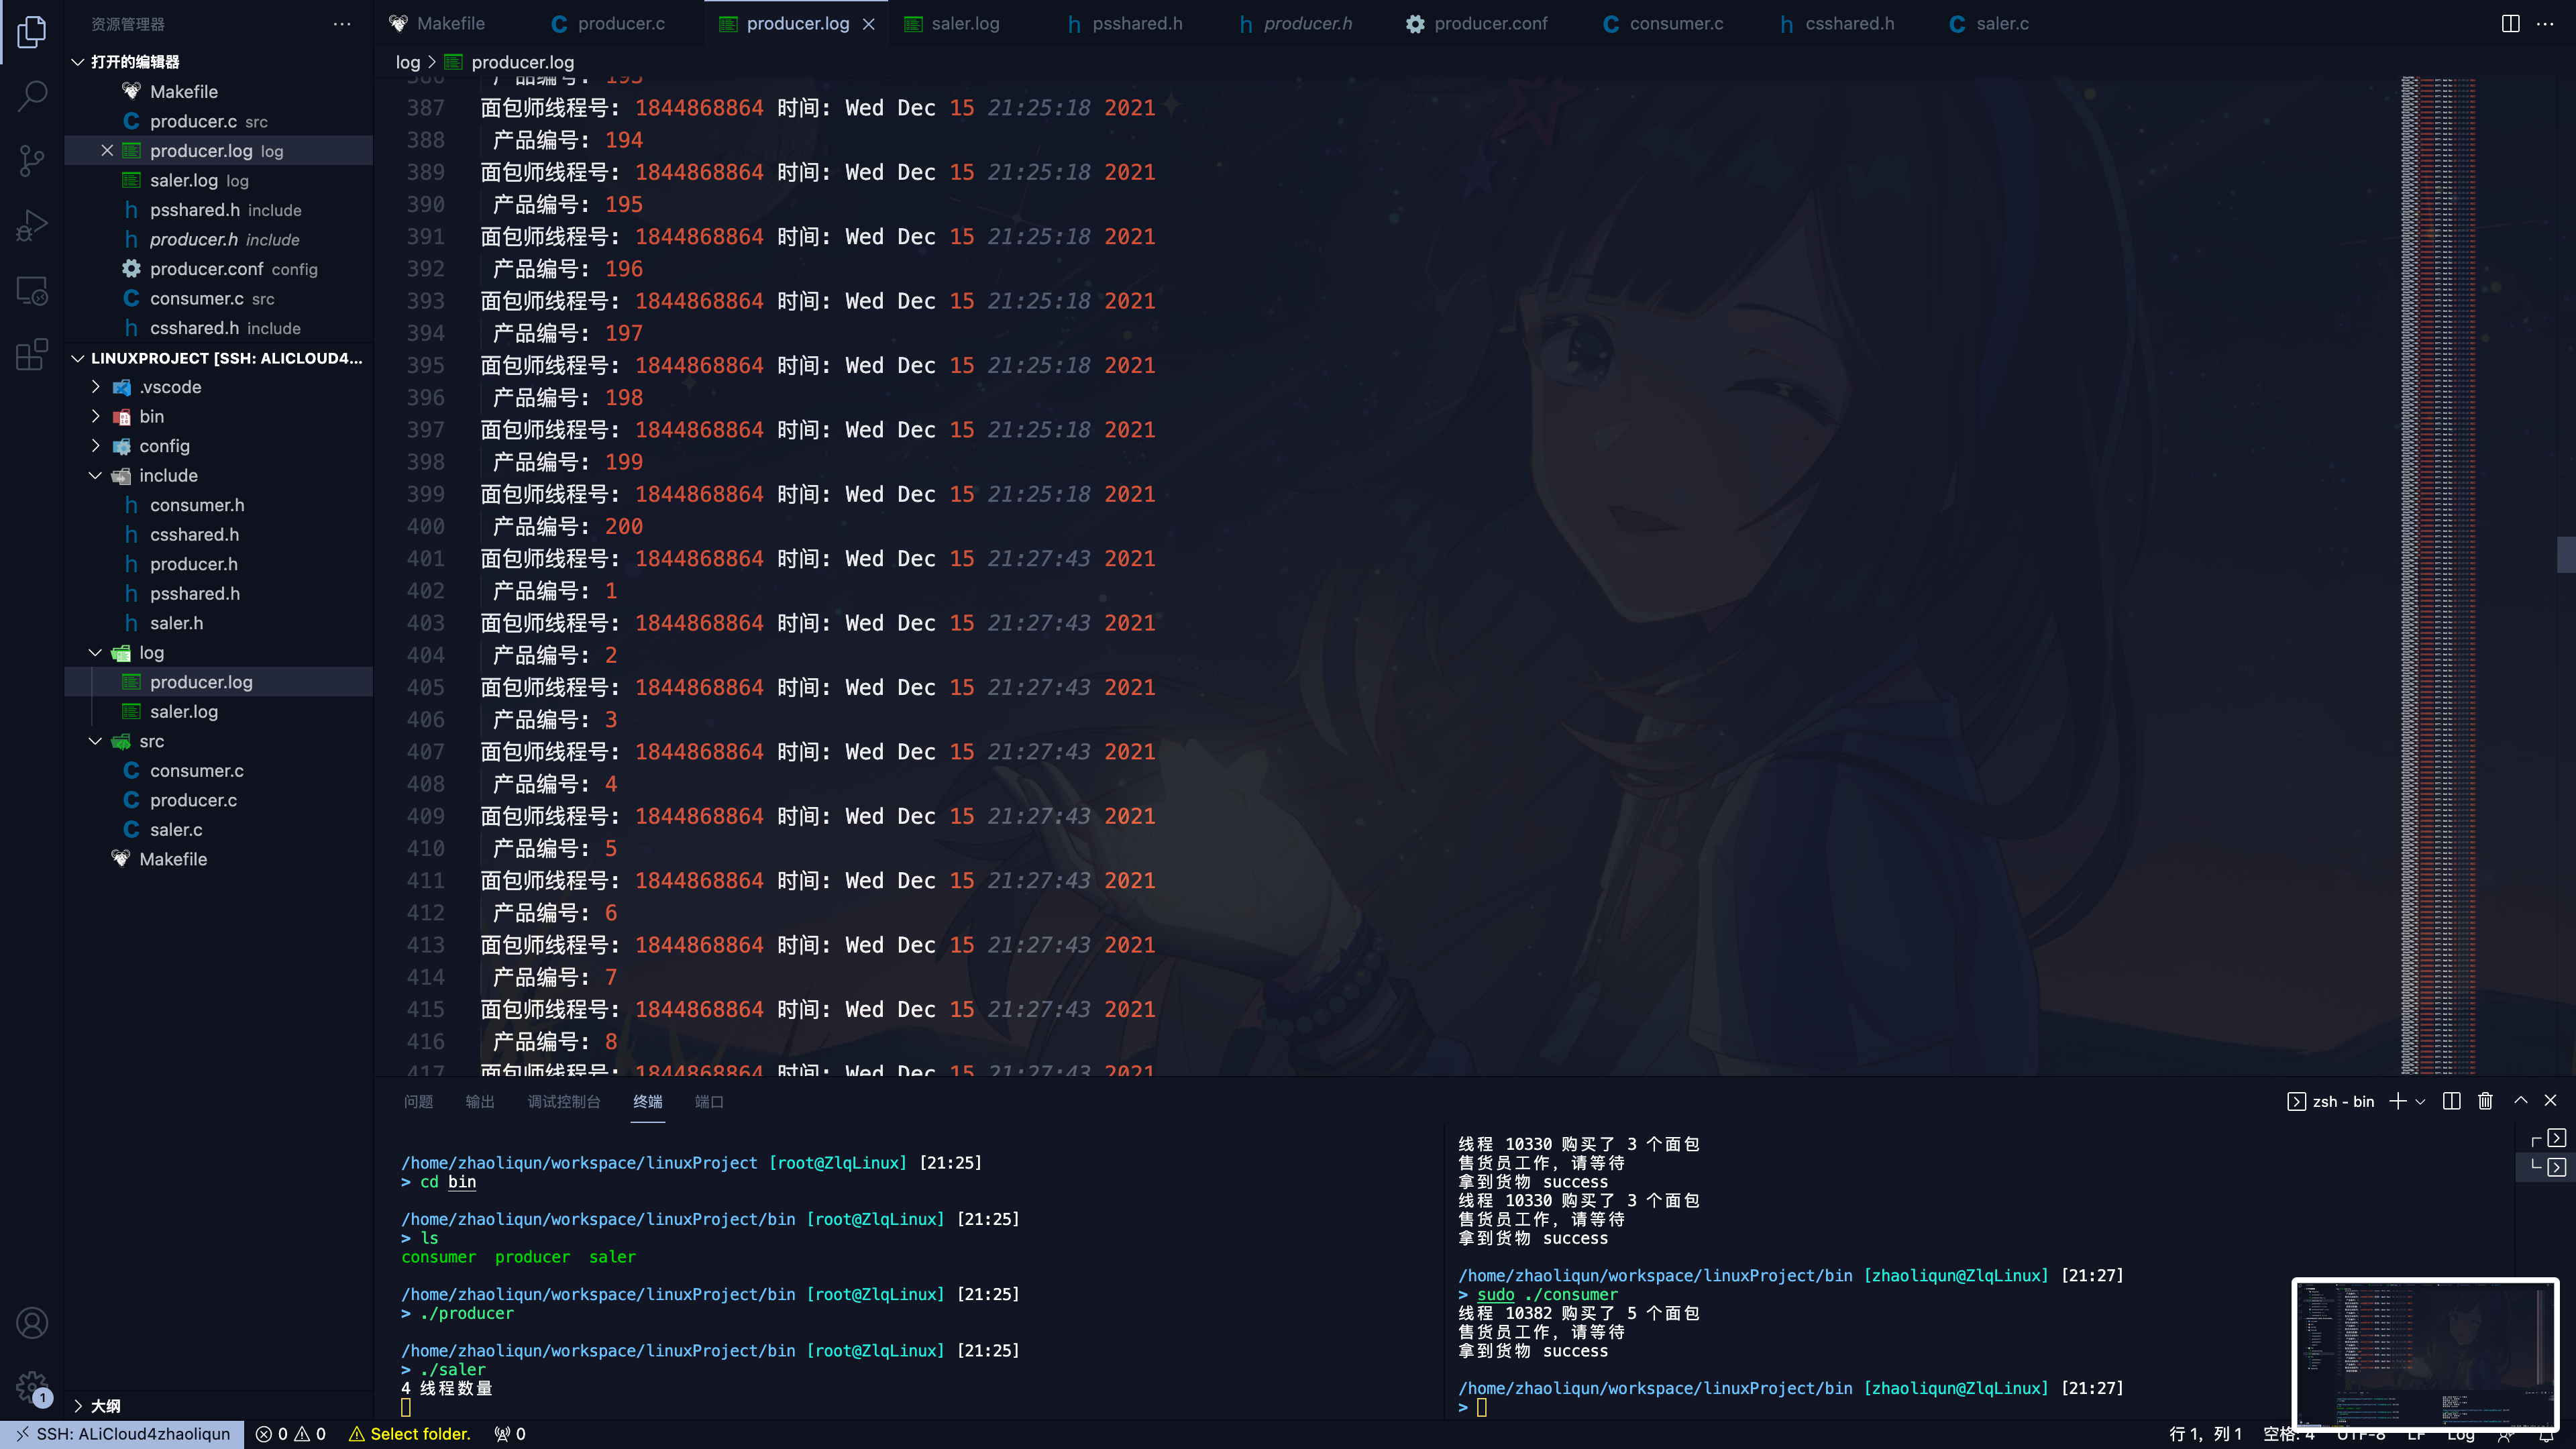 资源管理器
打开的编辑器
Makefile
producer.c src
producer.log log
saler.log log
psshared.h include
producer.h include
producer.conf config
consumer.c src
csshared.h include
LINUXPROJECT [SSH: ALICLOUD4...
.vscode
bin
config
include
consumer.h
csshared.h
producer.h
psshared.h
saler.h
log
producer.log
saler.log
src
consumer.c
producer.c
saler.c
Makefile
大纲
Makefile producer.c producer.log saler.log psshared.h producer.h producer.conf consumer.c csshared.h saler.c
log > producer.log
386 产品编号: 193
387 面包师线程号: 1844868864 时间: Wed Dec 15 21:25:18 2021
388 产品编号: 194
389 面包师线程号: 1844868864 时间: Wed Dec 15 21:25:18 2021
390 产品编号: 195
391 面包师线程号: 1844868864 时间: Wed Dec 15 21:25:18 2021
392 产品编号: 196
393 面包师线程号: 1844868864 时间: Wed Dec 15 21:25:18 2021
394 产品编号: 197
395 面包师线程号: 1844868864 时间: Wed Dec 15 21:25:18 2021
396 产品编号: 198
397 面包师线程号: 1844868864 时间: Wed Dec 15 21:25:18 2021
398 产品编号: 199
399 面包师线程号: 1844868864 时间: Wed Dec 15 21:25:18 2021
400 产品编号: 200
401 面包师线程号: 1844868864 时间: Wed Dec 15 21:27:43 2021
402 产品编号: 1
403 面包师线程号: 1844868864 时间: Wed Dec 15 21:27:43 2021
404 产品编号: 2
405 面包师线程号: 1844868864 时间: Wed Dec 15 21:27:43 2021
406 产品编号: 3
407 面包师线程号: 1844868864 时间: Wed Dec 15 21:27:43 2021
408 产品编号: 4
409 面包师线程号: 1844868864 时间: Wed Dec 15 21:27:43 2021
410 产品编号: 5
411 面包师线程号: 1844868864 时间: Wed Dec 15 21:27:43 2021
412 产品编号: 6
413 面包师线程号: 1844868864 时间: Wed Dec 15 21:27:43 2021
414 产品编号: 7
415 面包师线程号: 1844868864 时间: Wed Dec 15 21:27:43 2021
416 产品编号: 8
417 面包师线程号: 1844868864 时间: Wed Dec 15 21:27:43 2021
问题 输出 调试控制台 终端 端口
zsh - bin
/home/zhaoliqun/workspace/linuxProject [root@ZlqLinux] [21:25]
> cd bin
/home/zhaoliqun/workspace/linuxProject/bin [root@ZlqLinux] [21:25]
> ls
consumer producer saler
/home/zhaoliqun/workspace/linuxProject/bin [root@ZlqLinux] [21:25]
> ./producer
/home/zhaoliqun/workspace/linuxProject/bin [root@ZlqLinux] [21:25]
> ./saler
4 线程数量
线程 10330 购买了 3 个面包
售货员工作, 请等待
拿到货物 success
线程 10330 购买了 3 个面包
售货员工作, 请等待
拿到货物 success
/home/zhaoliqun/workspace/linuxProject/bin [zhaoliqun@ZlqLinux] [21:27]
> sudo ./consumer
线程 10382 购买了 5 个面包
售货员工作, 请等待
拿到货物 success
/home/zhaoliqun/workspace/linuxProject/bin [zhaoliqun@ZlqLinux] [21:27]
>
1
SSH: ALiCloud4zhaoliqun 0 0 Select folder. 0 行 1, 列 1 空格: 4 UTF-8 LF Log